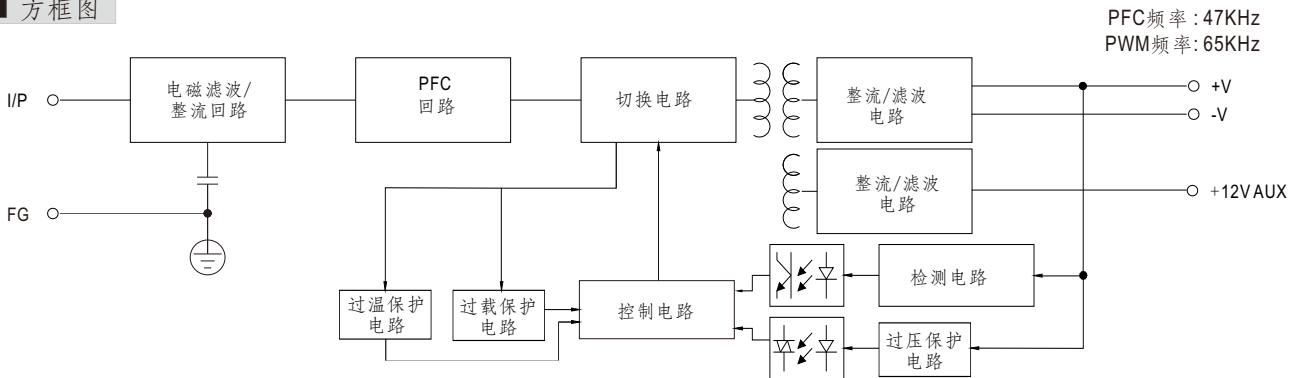 方框图
PFC频率 : 47KHz
PWM频率: 65KHz
I/P
电磁滤波/
整流回路
PFC
回路
切换电路
整流/滤波
电路
+V
-V
整流/滤波
电路
+12V AUX
FG
检测电路
过温保护
电路
过载保护
电路
控制电路
过压保护
电路